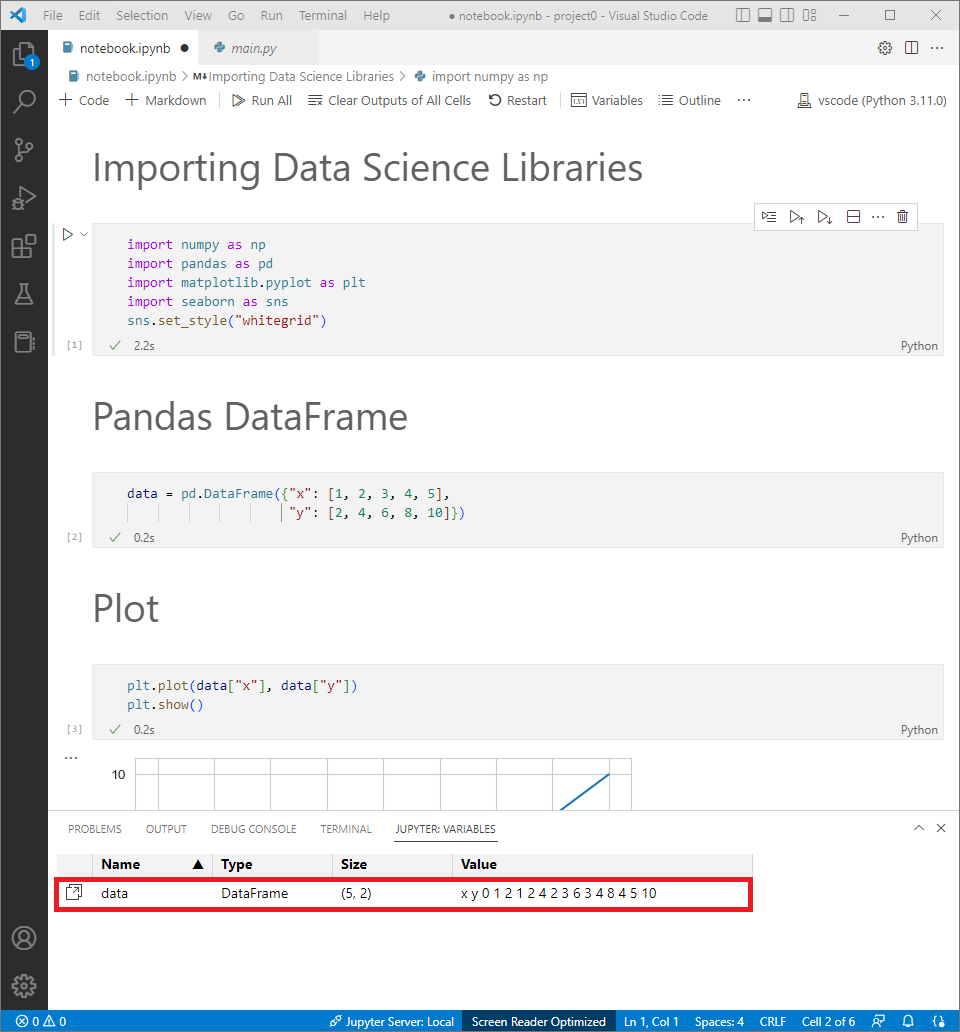 File Edit Selection View Go Run Terminal Help ● notebook.ipynb - project0 - Visual Studio Code
1
notebook.ipynb ● main.py
notebook.ipynb > M↓Importing Data Science Libraries > import numpy as np
+ Code + Markdown Run All Clear Outputs of All Cells Restart Variables Outline ··· vscode (Python 3.11.0)
Importing Data Science Libraries
import numpy as np
import pandas as pd
import matplotlib.pyplot as plt
import seaborn as sns
sns.set_style("whitegrid")
[1] ✓ 2.2s Python
Pandas DataFrame
data = pd.DataFrame({"x": [1, 2, 3, 4, 5],
"y": [2, 4, 6, 8, 10]})
[2] ✓ 0.2s Python
Plot
plt.plot(data["x"], data["y"])
plt.show()
[3] ✓ 0.2s Python
···
10
PROBLEMS OUTPUT DEBUG CONSOLE TERMINAL JUPYTER: VARIABLES
Name ▲ Type Size Value
data DataFrame (5, 2) x y 0 1 2 1 2 4 2 3 6 3 4 8 4 5 10
0 0 Jupyter Server: Local Screen Reader Optimized Ln 1, Col 1 Spaces: 4 CRLF Cell 2 of 6